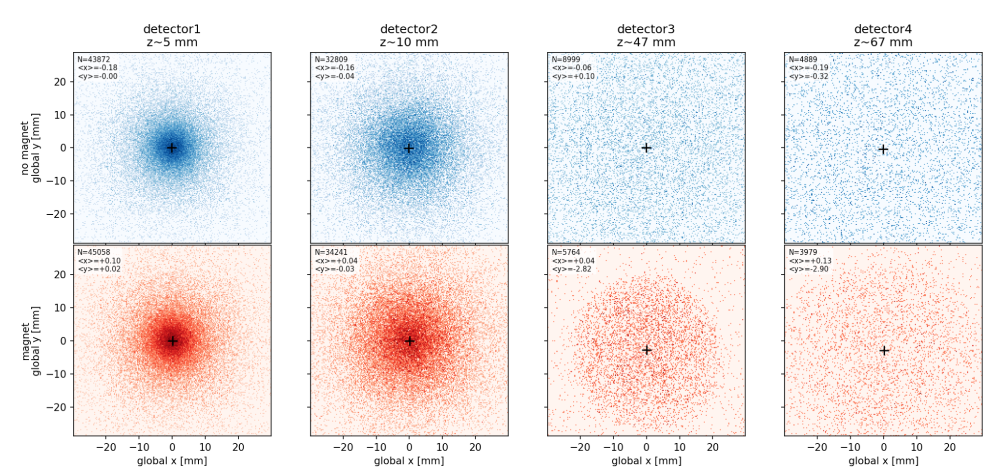 detector1
z~5 mm
detector2
z~10 mm
detector3
z~47 mm
detector4
z~67 mm
no magnet
global y [mm]
20
10
0
−10
−20
N=43872
<x>=-0.18
<y>=-0.00
N=32809
<x>=-0.16
<y>=-0.04
N=8999
<x>=-0.06
<y>=+0.10
N=4889
<x>=-0.19
<y>=-0.32
magnet
global y [mm]
20
10
0
−10
−20
N=45058
<x>=+0.10
<y>=+0.02
N=34241
<x>=+0.04
<y>=-0.03
N=5764
<x>=+0.04
<y>=-2.82
N=3979
<x>=+0.13
<y>=-2.90
−20 −10 0 10 20
−20 −10 0 10 20
−20 −10 0 10 20
−20 −10 0 10 20
global x [mm]
global x [mm]
global x [mm]
global x [mm]